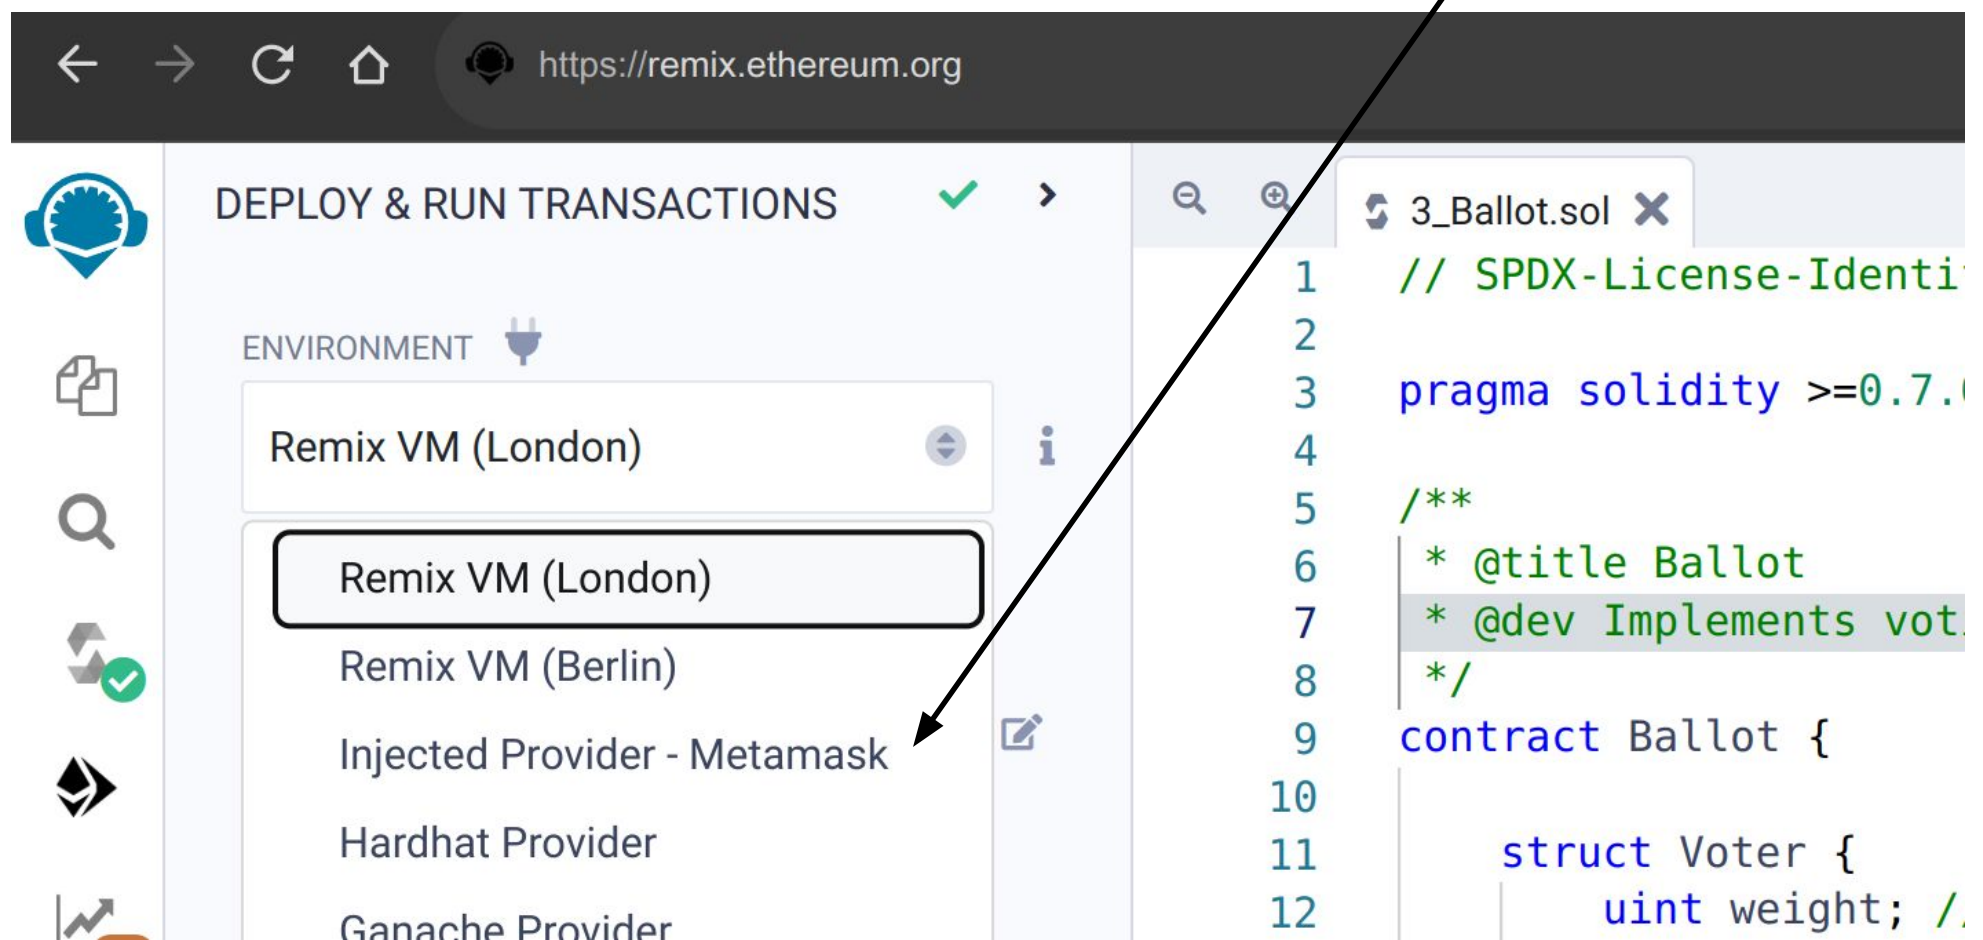 https://remix.ethereum.org
DEPLOY & RUN TRANSACTIONS
ENVIRONMENT
Remix VM (London)
Remix VM (London)
Remix VM (Berlin)
Injected Provider - Metamask
Hardhat Provider
Ganache Provider
3_Ballot.sol
1 // SPDX-License-Identi
2
3 pragma solidity >=0.7.
4
5 /**
6 * @title Ballot
7 * @dev Implements vot
8 */
9 contract Ballot {
10
11 struct Voter {
12 uint weight; //